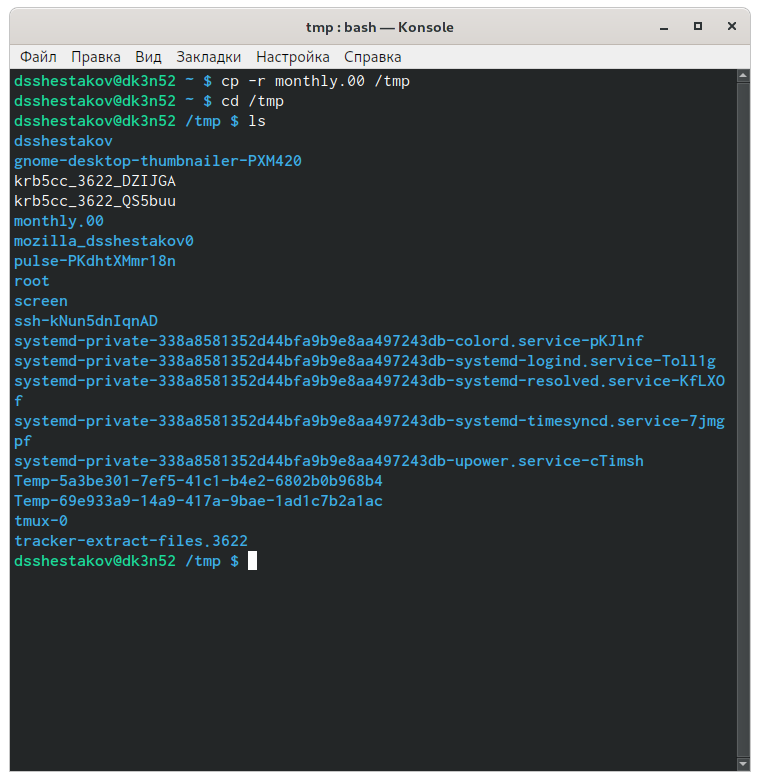 tmp : bash — Konsole
Файл Правка Вид Закладки Настройка Справка
dsshestakov@dk3n52 ~ $ cp -r monthly.00 /tmp
dsshestakov@dk3n52 ~ $ cd /tmp
dsshestakov@dk3n52 /tmp $ ls
dsshestakov
gnome-desktop-thumbnailer-PXM420
krb5cc_3622_DZIJGA
krb5cc_3622_QS5buu
monthly.00
mozilla_dsshestakov0
pulse-PKdhtXMmr18n
root
screen
ssh-kNun5dnIqnAD
systemd-private-338a8581352d44bfa9b9e8aa497243db-colord.service-pKJlnf
systemd-private-338a8581352d44bfa9b9e8aa497243db-systemd-logind.service-Toll1g
systemd-private-338a8581352d44bfa9b9e8aa497243db-systemd-resolved.service-KfLXO
f
systemd-private-338a8581352d44bfa9b9e8aa497243db-systemd-timesyncd.service-7jmg
pf
systemd-private-338a8581352d44bfa9b9e8aa497243db-upower.service-cTimsh
Temp-5a3be301-7ef5-41c1-b4e2-6802b0b968b4
Temp-69e933a9-14a9-417a-9bae-1ad1c7b2a1ac
tmux-0
tracker-extract-files.3622
dsshestakov@dk3n52 /tmp $